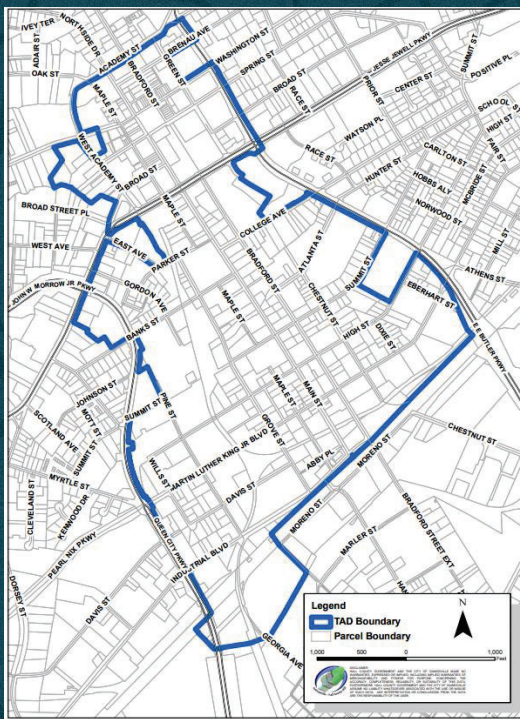 IVEY TER
NORTHSIDE DR
ADAIR ST
OAK ST
ACADEMY ST
BRENAU AVE
GREEN ST
BRADFORD ST
MAPLE ST
WASHINGTON ST
SPRING ST
BROAD ST
RACE ST
JESSE JEWELL PKWY
SUMMIT ST
POSITIVE PL
PRIOR ST
CENTER ST
WATSON PL
SCHOOL
HIGH ST
FAIR ST
RACE ST
CARLTON ST
HUNTER ST
HOBBS ALY
MCBRIDE ST
NORWOOD ST
MILL ST
WEST ACADEMY ST
BROAD ST
MAPLE ST
BROAD STREET PL
COLLEGE AVE
WEST AVE
EAST AVE
PARKER ST
BRADFORD ST
ATLANTA ST
SUMMIT ST
ATHENS ST
EBERHART ST
JOHN W MORROW JR PKWY
GORDON AVE
MAPLE ST
CHESTNUT ST
BANKS ST
HIGH ST
DIXIE ST
E E BUTLER PKWY
JOHNSON ST
MOTT ST
SUMMIT ST
SCOTLAND AVE
SUMMIT ST
PINE ST
MAPLE ST
MAIN ST
GROVE ST
CHESTNUT ST
MARTIN LUTHER KING JR BLVD
ABBY PL
MORENO ST
MYRTLE ST
WILLS ST
DAVIS ST
CLEVELAND ST
KENWOOD DR
PEARL NIX PKWY
QUEEN CITY PKWY
MORENO ST
MARLER ST
BRADFORD STREET EXT
INDUSTRIAL BLVD
DORSEY ST
DAVIS ST
GEORGIA AVE
Legend
TAD Boundary
Parcel Boundary
N
1,000 0 1,000
Feet
DISCLAIMER: